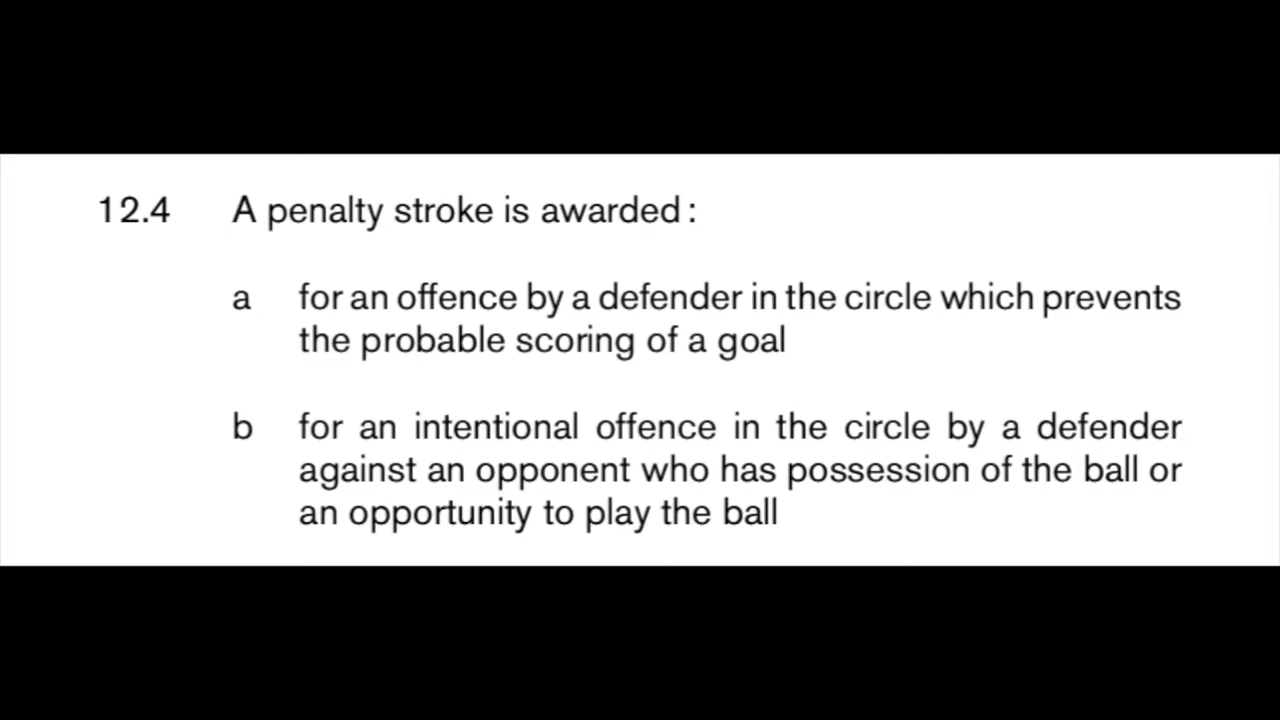 12.4 A penalty stroke is awarded :
a for an offence by a defender in the circle which prevents
the probable scoring of a goal
b for an intentional offence in the circle by a defender
against an opponent who has possession of the ball or
an opportunity to play the ball